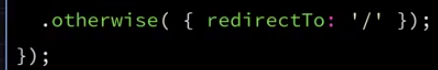 .otherwise( { redirectTo: '/' });
});